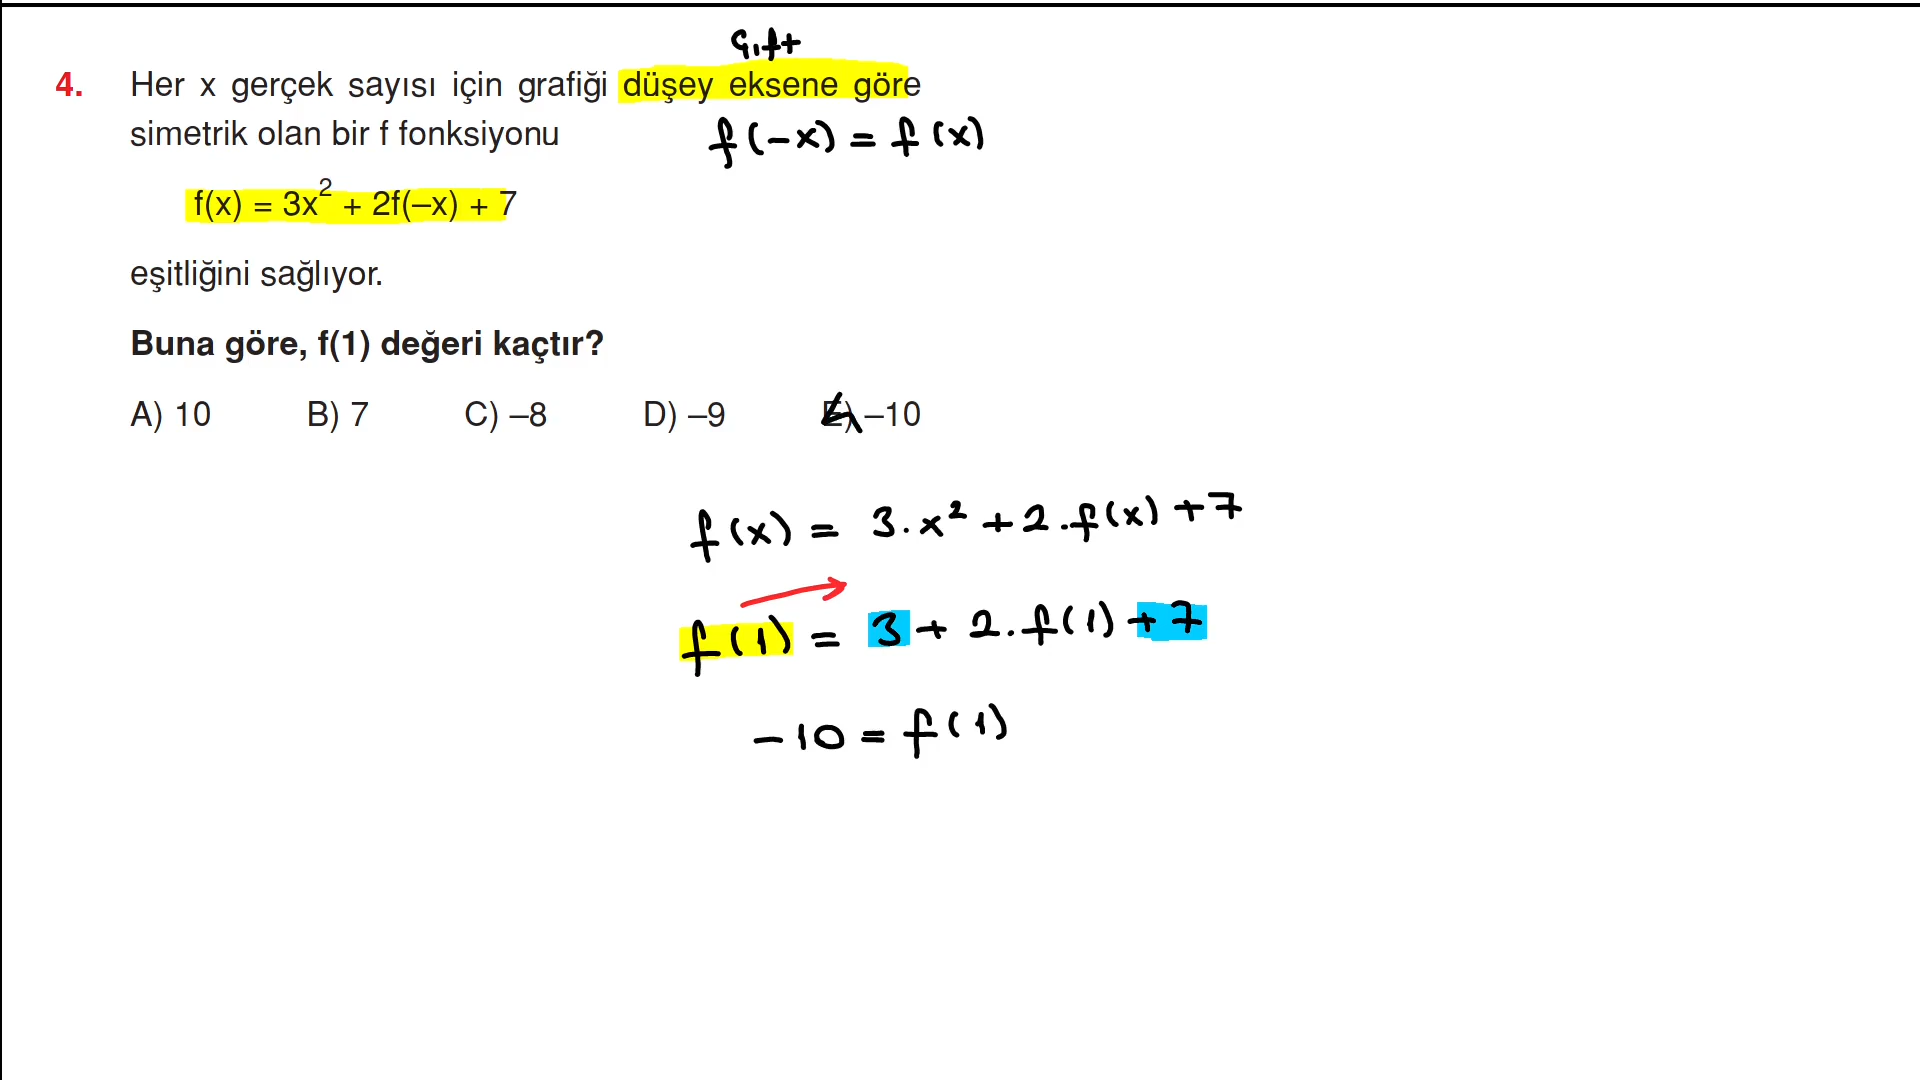 çift
4. Her x gerçek sayısı için grafiği düşey eksene göre
simetrik olan bir f fonksiyonu
f(-x) = f(x)
f(x) = 3x² + 2f(–x) + 7
eşitliğini sağlıyor.
Buna göre, f(1) değeri kaçtır?
A) 10 B) 7 C) –8 D) –9 E) –10
f(x) = 3.x² + 2.f(x) + 7
f(1) = 3 + 2.f(1) + 7
-10 = f(1)